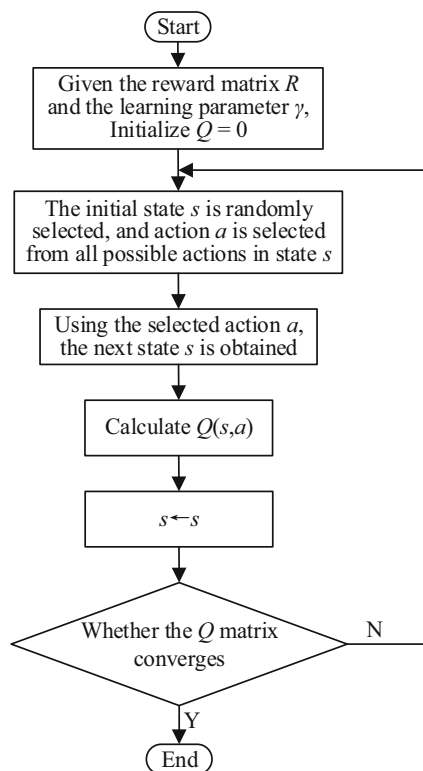 Start
Given the reward matrix R
and the learning parameter γ,
Initialize Q = 0
The initial state s is randomly
selected, and action a is selected
from all possible actions in state s
Using the selected action a,
the next state s is obtained
Calculate Q(s,a)
s←s
Whether the Q matrix
converges
N
Y
End